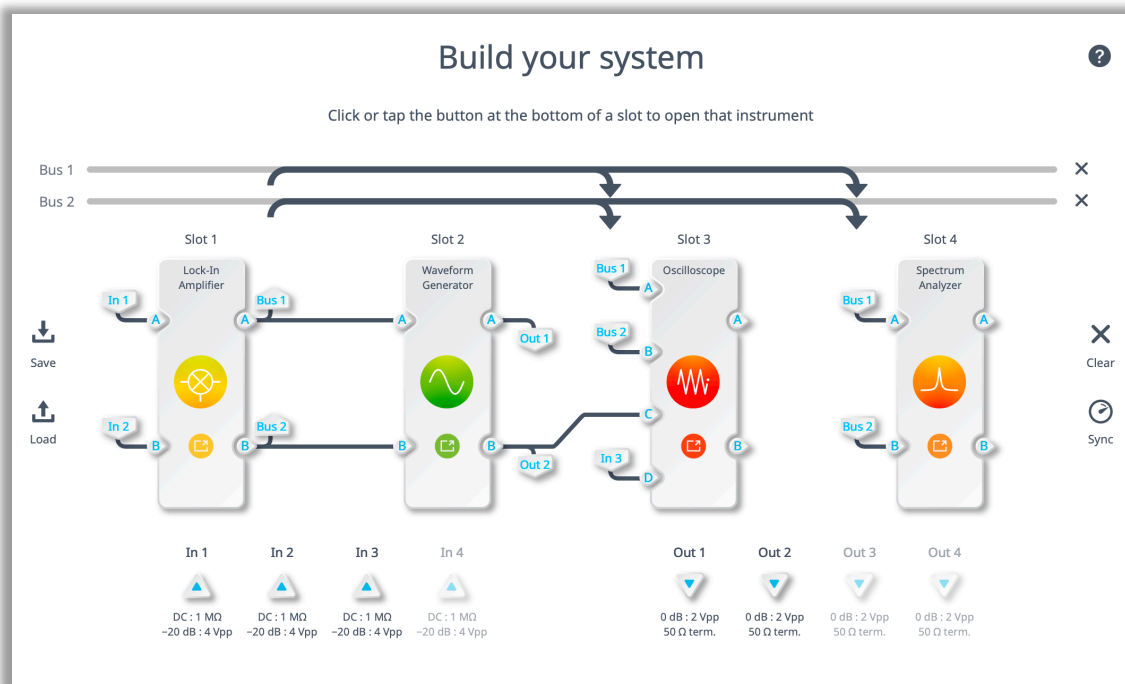 Build your system
?
Click or tap the button at the bottom of a slot to open that instrument
Bus 1
Bus 2
Slot 1
Slot 2
Slot 3
Slot 4
Lock-In
Amplifier
In 1
A
A
Bus 1
In 2
B
B
Bus 2
Waveform
Generator
A
A
Out 1
B
B
Out 2
Oscilloscope
Bus 1
A
Bus 2
B
C
In 3
D
A
B
Spectrum
Analyzer
Bus 1
A
A
Bus 2
B
B
Save
Load
Clear
Sync
In 1
DC : 1 MΩ
−20 dB : 4 Vpp
In 2
DC : 1 MΩ
−20 dB : 4 Vpp
In 3
DC : 1 MΩ
−20 dB : 4 Vpp
In 4
DC : 1 MΩ
−20 dB : 4 Vpp
Out 1
0 dB : 2 Vpp
50 Ω term.
Out 2
0 dB : 2 Vpp
50 Ω term.
Out 3
0 dB : 2 Vpp
50 Ω term.
Out 4
0 dB : 2 Vpp
50 Ω term.